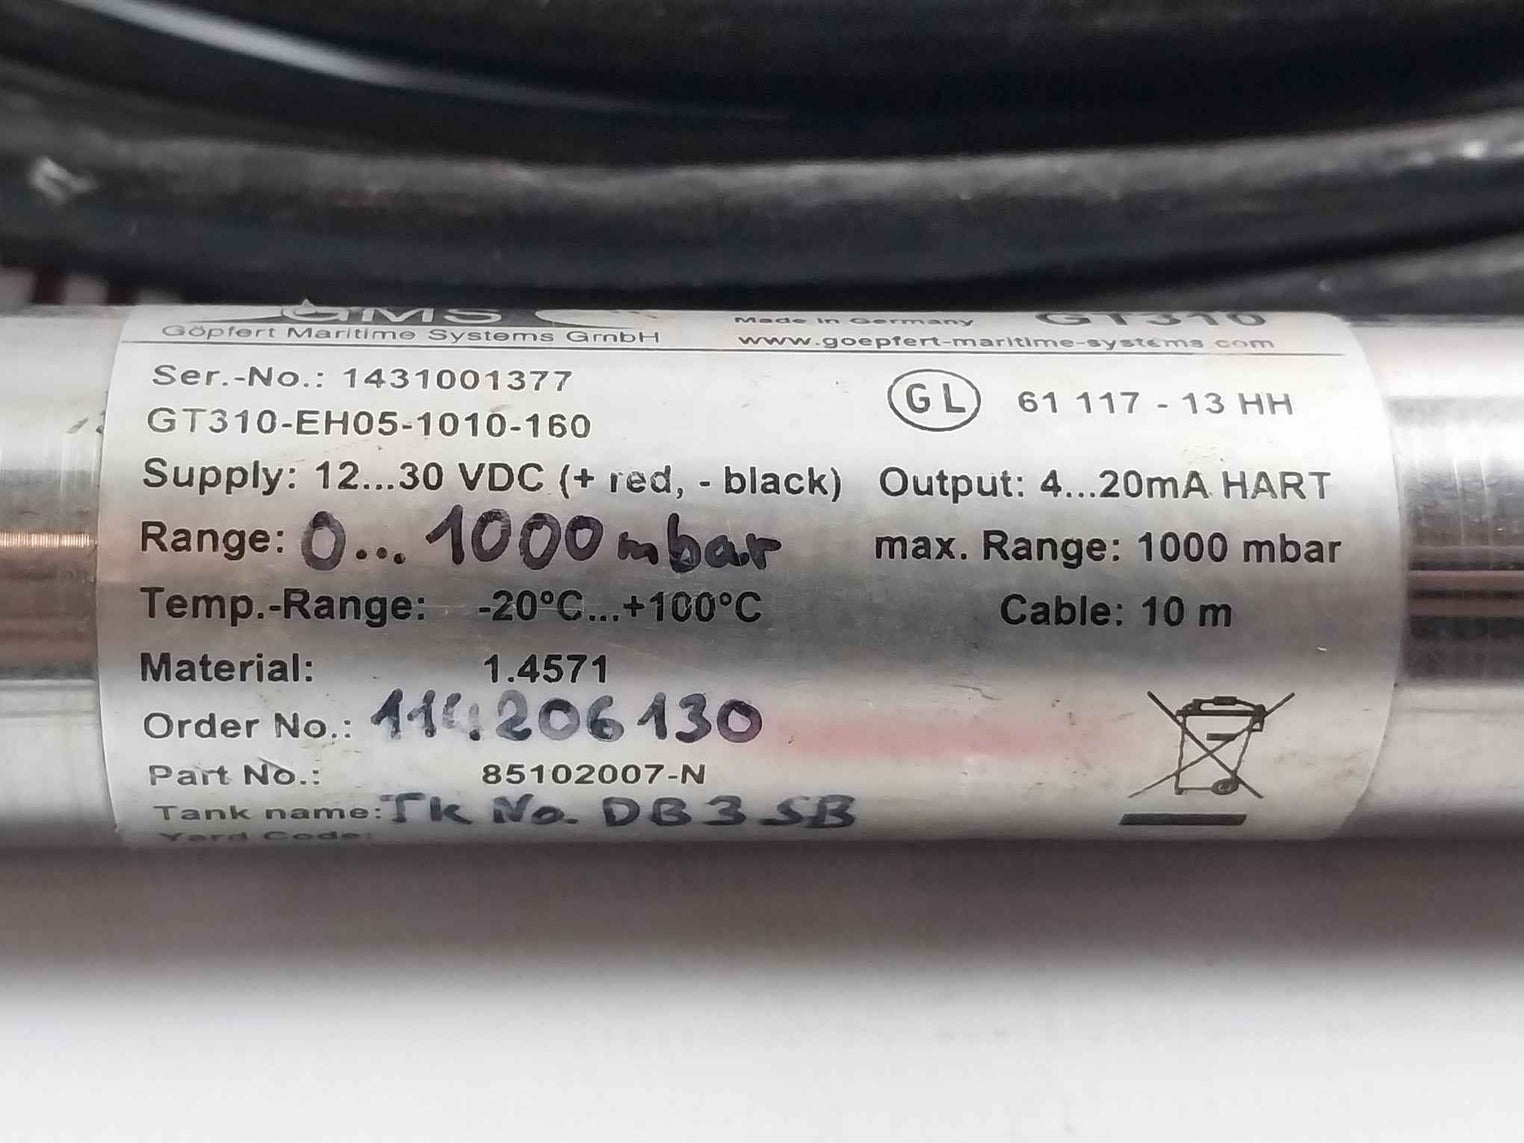 GMS
Göpfert Maritime Systems GmbH
Made in Germany GT310
www.goepfert-maritime-systems.com
Ser.-No.: 1431001377
GL 61 117 - 13 HH
GT310-EH05-1010-160
Supply: 12...30 VDC (+ red, - black) Output: 4...20mA HART
Range: 0... 1000 mbar max. Range: 1000 mbar
Temp.-Range: -20°C...+100°C Cable: 10 m
Material: 1.4571
Order No.: 114206130
Part No.: 85102007-N
Tank name: Tk No. DB3 SB
Yard Code: